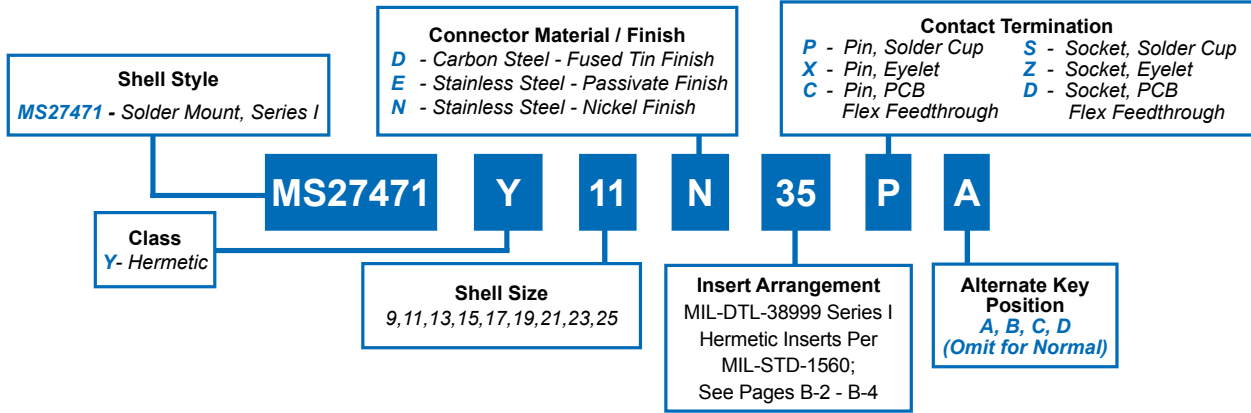 Shell Style
MS27471 - Solder Mount, Series I
Connector Material / Finish
D - Carbon Steel - Fused Tin Finish
E - Stainless Steel - Passivate Finish
N - Stainless Steel - Nickel Finish
Contact Termination
P - Pin, Solder Cup
X - Pin, Eyelet
C - Pin, PCB
Flex Feedthrough
S - Socket, Solder Cup
Z - Socket, Eyelet
D - Socket, PCB
Flex Feedthrough
MS27471 Y 11 N 35 P A
Class
Y- Hermetic
Shell Size
9,11,13,15,17,19,21,23,25
Insert Arrangement
MIL-DTL-38999 Series I
Hermetic Inserts Per
MIL-STD-1560;
See Pages B-2 - B-4
Alternate Key
Position
A, B, C, D
(Omit for Normal)